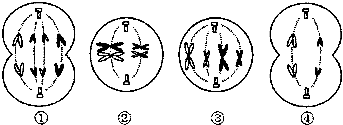 ① ② ③ ④